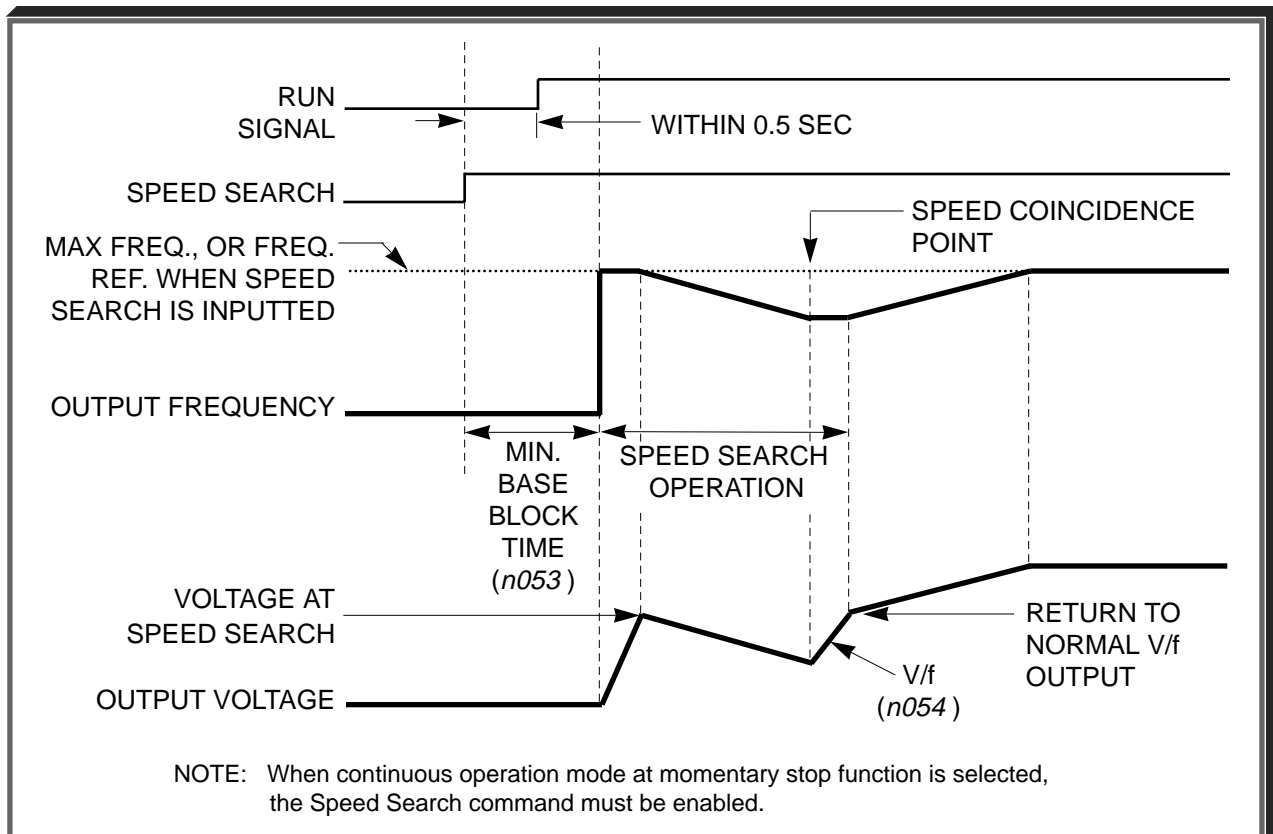 RUN
SIGNAL
WITHIN 0.5 SEC
SPEED SEARCH
SPEED COINCIDENCE
POINT
MAX FREQ., OR FREQ.
REF. WHEN SPEED
SEARCH IS INPUTTED
OUTPUT FREQUENCY
MIN.
BASE
BLOCK
TIME
(n053)
SPEED SEARCH
OPERATION
VOLTAGE AT
SPEED SEARCH
RETURN TO
NORMAL V/f
OUTPUT
V/f
(n054)
OUTPUT VOLTAGE
NOTE: When continuous operation mode at momentary stop function is selected,
the Speed Search command must be enabled.